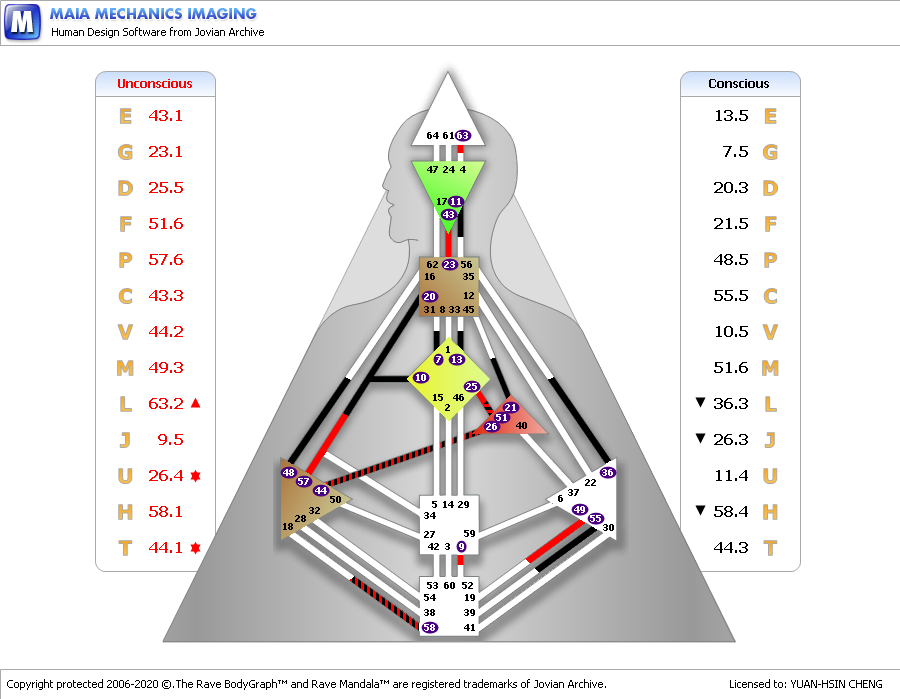 M MAIA MECHANICS IMAGING
Human Design Software from Jovian Archive
Unconscious
E 43.1
G 23.1
D 25.5
F 51.6
P 57.6
C 43.3
V 44.2
M 49.3
L 63.2 ▲
J 9.5
U 26.4 ✱
H 58.1
T 44.1 ✱
64 61 63
47 24 4
17 11
43
62 23 56
16 35
20 12
31 8 33 45
1
7 13
10 25
15 46
2
21
51
26 40
48
57
44
50
32
28
18
36
22
37
6
49
55
30
5 14 29
34
27 59
42 3 9
53 60 52
54 19
38 39
58 41
Conscious
13.5 E
7.5 G
20.3 D
21.5 F
48.5 P
55.5 C
10.5 V
51.6 M
▼ 36.3 L
▼ 26.3 J
11.4 U
▼ 58.4 H
44.3 T
Copyright protected 2006-2020 ©.The Rave BodyGraph™ and Rave Mandala™ are registered trademarks of Jovian Archive.
Licensed to: YUAN-HSIN CHENG